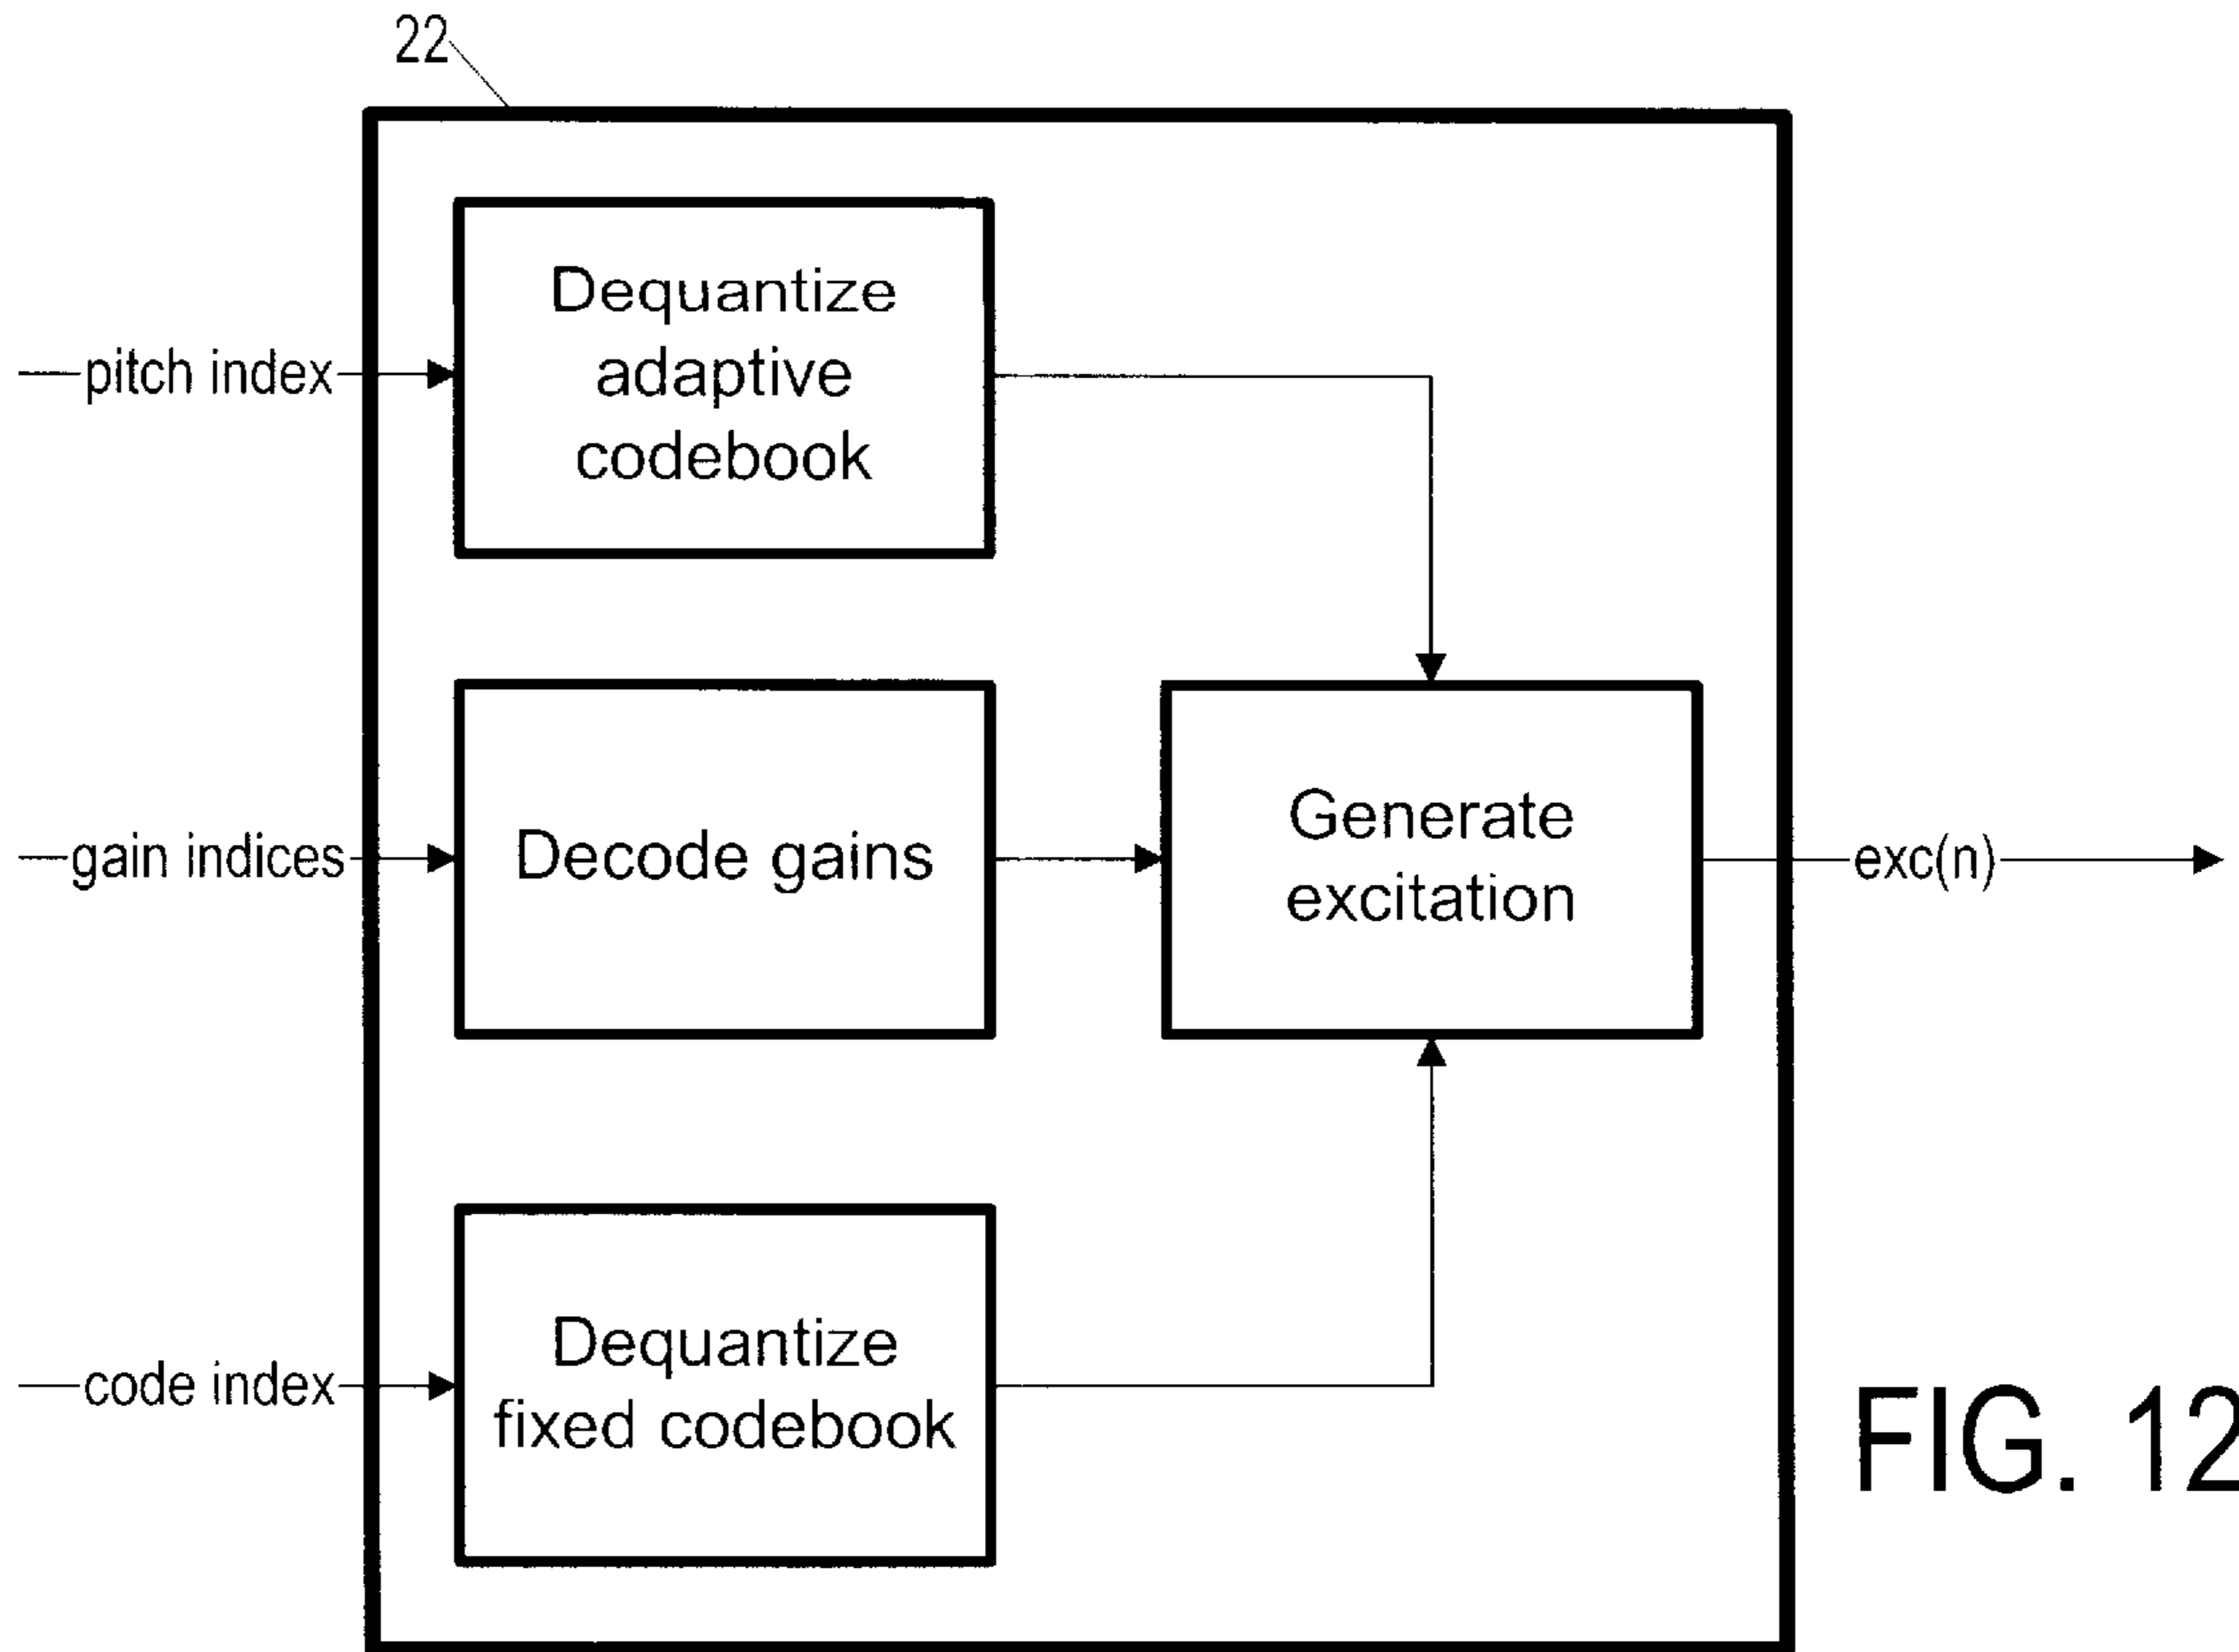 22
Dequantize
adaptive
codebook
pitch index
Decode gains
gain indices
Generate
excitation
exc(n)
Dequantize
fixed codebook
code index
FIG. 12